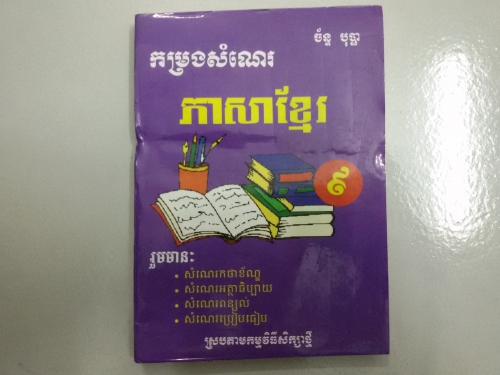 ច័ន្ទ បុប្ផា
កម្រងសំណេរ
ភាសាខ្មែរ
៩
រួមមាន:
• សំណេរកថាខ័ណ្ឌ
• សំណេរអត្ថាធិប្បាយ
• សំណេរពន្យល់
• សំណេរប្រៀបធៀប
ស្របតាមកម្មវិធីសិក្សាថ្មី